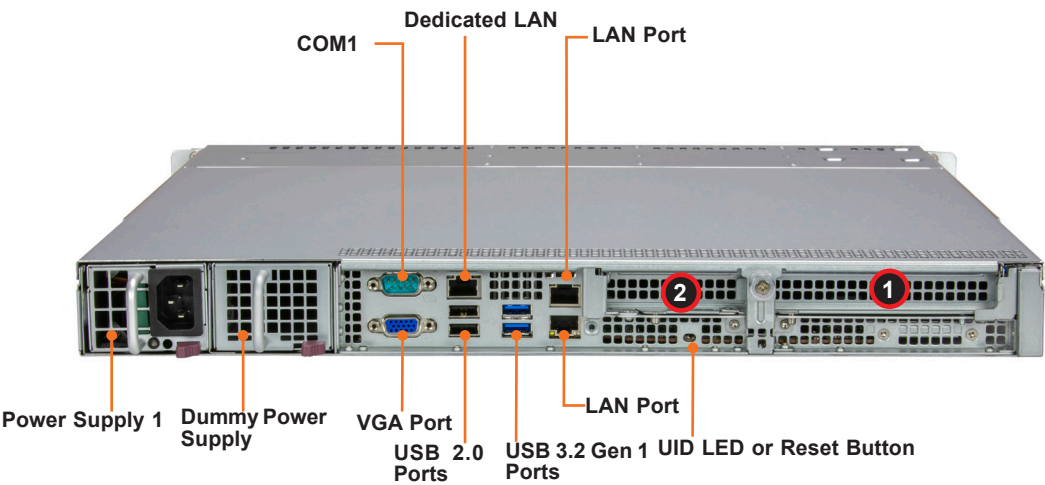 Dedicated LAN
COM1
LAN Port
2
1
Power Supply 1
Dummy Power
Supply
VGA Port
LAN Port
USB 2.0
Ports
USB 3.2 Gen 1
Ports
UID LED or Reset Button